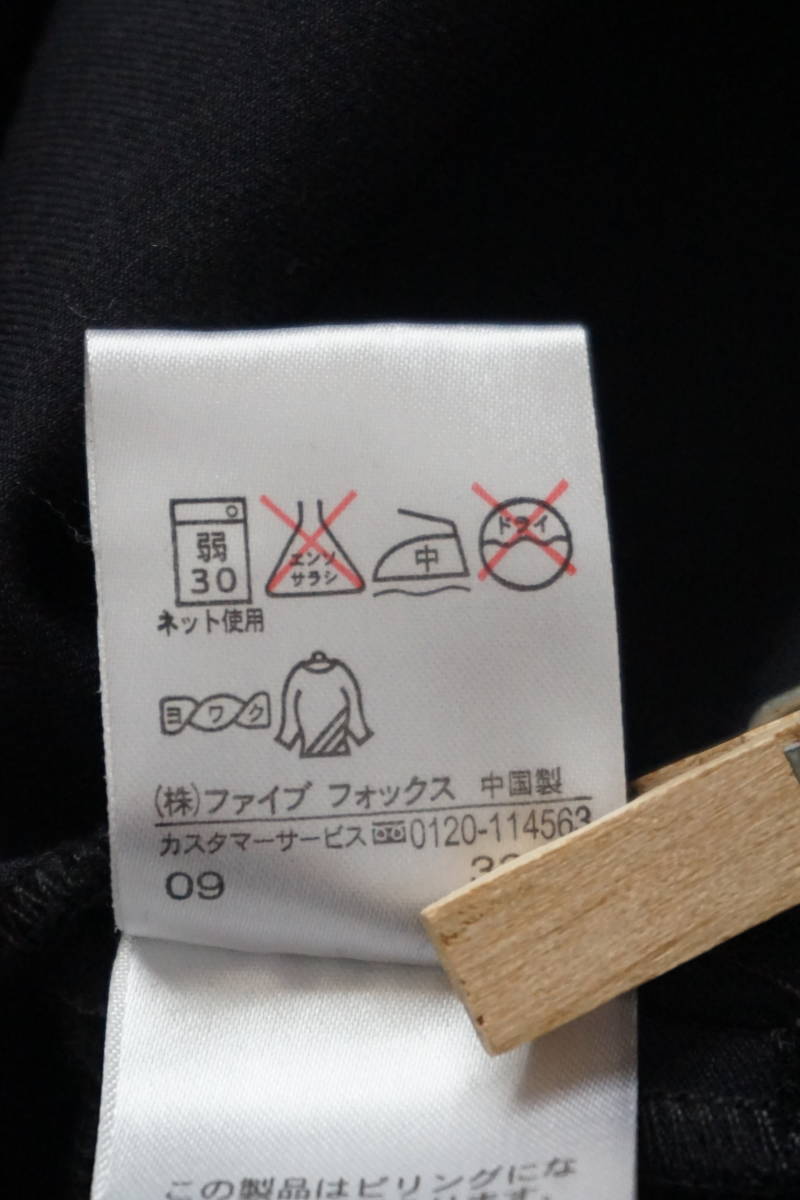 弱
30
エンソ
サラシ
中
ドライ
ネット使用
ヨワク
(株)ファイブ フォックス 中国製
カスタマーサービス 0120-114563
09
この製品はピリングにな